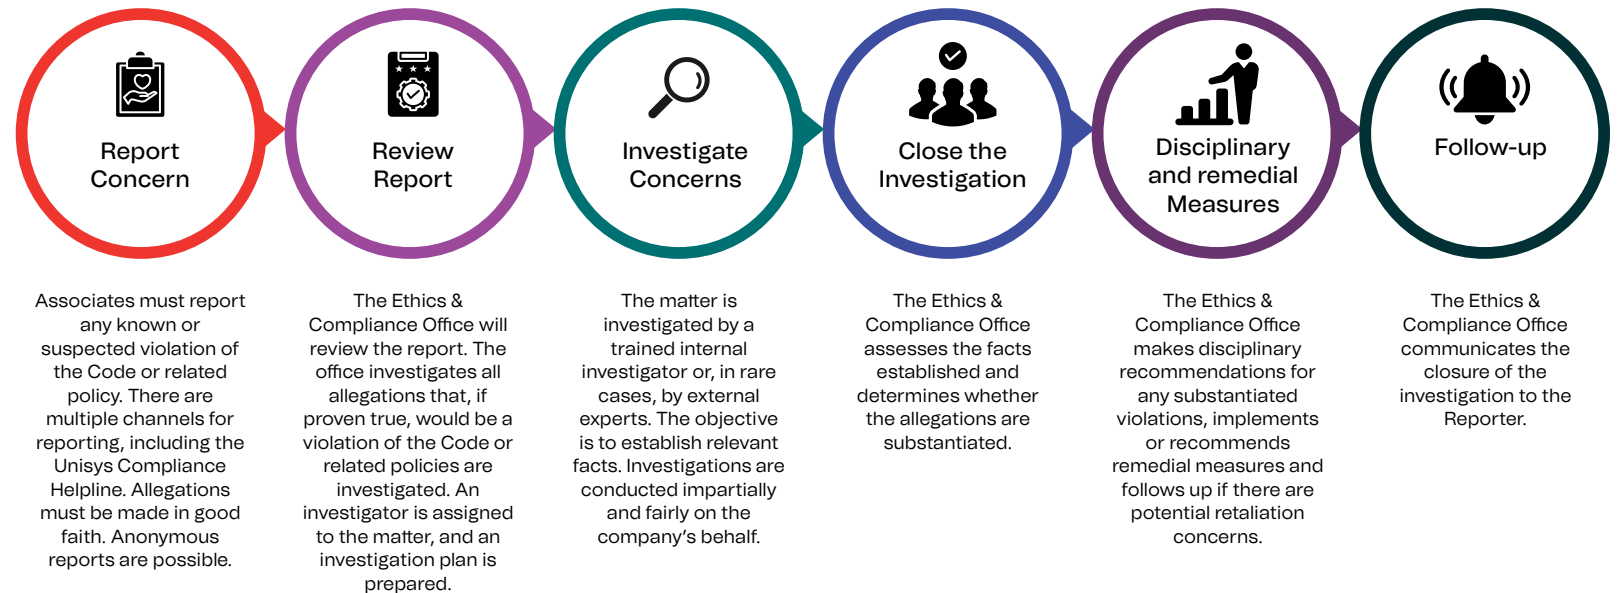 Report
Concern
Associates must report
any known or
suspected violation of
the Code or related
policy. There are
multiple channels for
reporting, including the
Unisys Compliance
Helpline. Allegations
must be made in good
faith. Anonymous
reports are possible.
Review
Report
The Ethics &
Compliance Office will
review the report. The
office investigates all
allegations that, if
proven true, would be a
violation of the Code or
related policies are
investigated. An
investigator is assigned
to the matter, and an
investigation plan is
prepared.
Investigate
Concerns
The matter is
investigated by a
trained internal
investigator or, in rare
cases, by external
experts. The objective
is to establish relevant
facts. Investigations are
conducted impartially
and fairly on the
company's behalf.
Close the
Investigation
The Ethics &
Compliance Office
assesses the facts
established and
determines whether
the allegations are
substantiated.
Disciplinary
and remedial
Measures
The Ethics &
Compliance Office
makes disciplinary
recommendations for
any substantiated
violations, implements
or recommends
remedial measures and
follows up if there are
potential retaliation
concerns.
Follow-up
The Ethics &
Compliance Office
communicates the
closure of the
investigation to the
Reporter.